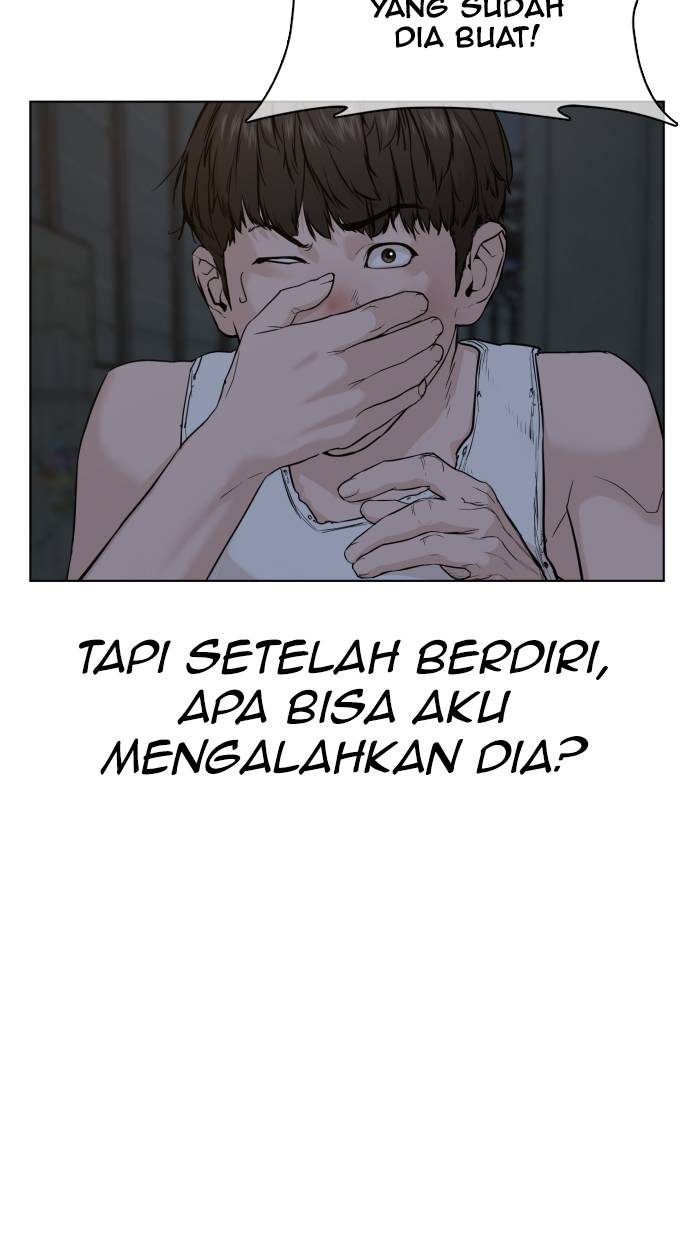 YANG SUDAH
DIA BUAT!
TAPI SETELAH BERDIRI,
APA BISA AKU
MENGALAHKAN DIA?